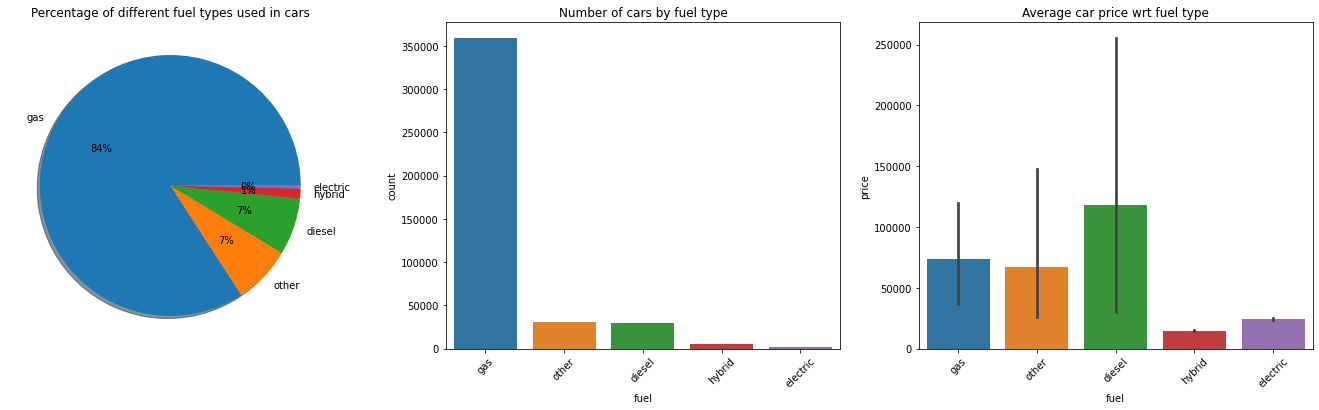 Percentage of different fuel types used in cars
gas
84%
0%
electric
1%
hybrid
7%
diesel
7%
other
Number of cars by fuel type
350000
300000
250000
200000
150000
100000
50000
0
count
gas
other
diesel
hybrid
electric
fuel
Average car price wrt fuel type
250000
200000
150000
100000
50000
0
price
gas
other
diesel
hybrid
electric
fuel